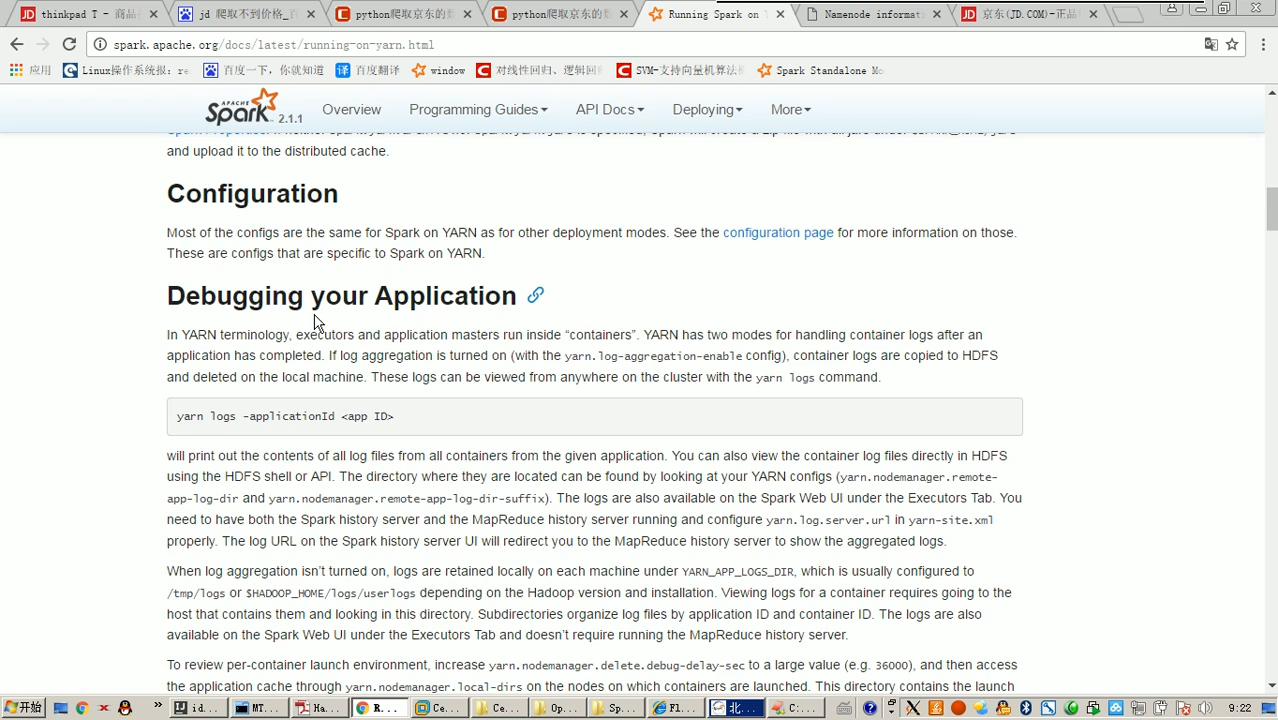 thinkpad T - 商品
jd 爬取不到价格_百
python爬取京东的数
python爬取京东的数
Running Spark on
Namenode informat
京东(JD.COM)-正品
spark.apache.org/docs/latest/running-on-yarn.html
应用
Linux操作系统报: re
百度一下，你就知道
百度翻译
window
对线性回归、逻辑回
SVM-支持向量机算法
Spark Standalone Mo
APACHE Spark 2.1.1
Overview
Programming Guides
API Docs
Deploying
More
and upload it to the distributed cache.
Configuration
Most of the configs are the same for Spark on YARN as for other deployment modes. See the configuration page for more information on those.
These are configs that are specific to Spark on YARN.
Debugging your Application
In YARN terminology, executors and application masters run inside “containers”. YARN has two modes for handling container logs after an
application has completed. If log aggregation is turned on (with the yarn.log-aggregation-enable config), container logs are copied to HDFS
and deleted on the local machine. These logs can be viewed from anywhere on the cluster with the yarn logs command.
yarn logs -applicationId <app ID>
will print out the contents of all log files from all containers from the given application. You can also view the container log files directly in HDFS
using the HDFS shell or API. The directory where they are located can be found by looking at your YARN configs (yarn.nodemanager.remote-
app-log-dir and yarn.nodemanager.remote-app-log-dir-suffix). The logs are also available on the Spark Web UI under the Executors Tab. You
need to have both the Spark history server and the MapReduce history server running and configure yarn.log.server.url in yarn-site.xml
properly. The log URL on the Spark history server UI will redirect you to the MapReduce history server to show the aggregated logs.
When log aggregation isn’t turned on, logs are retained locally on each machine under YARN_APP_LOGS_DIR, which is usually configured to
/tmp/logs or $HADOOP_HOME/logs/userlogs depending on the Hadoop version and installation. Viewing logs for a container requires going to the
host that contains them and looking in this directory. Subdirectories organize log files by application ID and container ID. The logs are also
available on the Spark Web UI under the Executors Tab and doesn’t require running the MapReduce history server.
To review per-container launch environment, increase yarn.nodemanager.delete.debug-delay-sec to a large value (e.g. 36000), and then access
the application cache through yarn.nodemanager.local-dirs on the nodes on which containers are launched. This directory contains the launch
开始
id...
MT...
Ha...
R...
Ce...
Ce...
Op...
Sp...
Fl...
北...
C:...
9:22